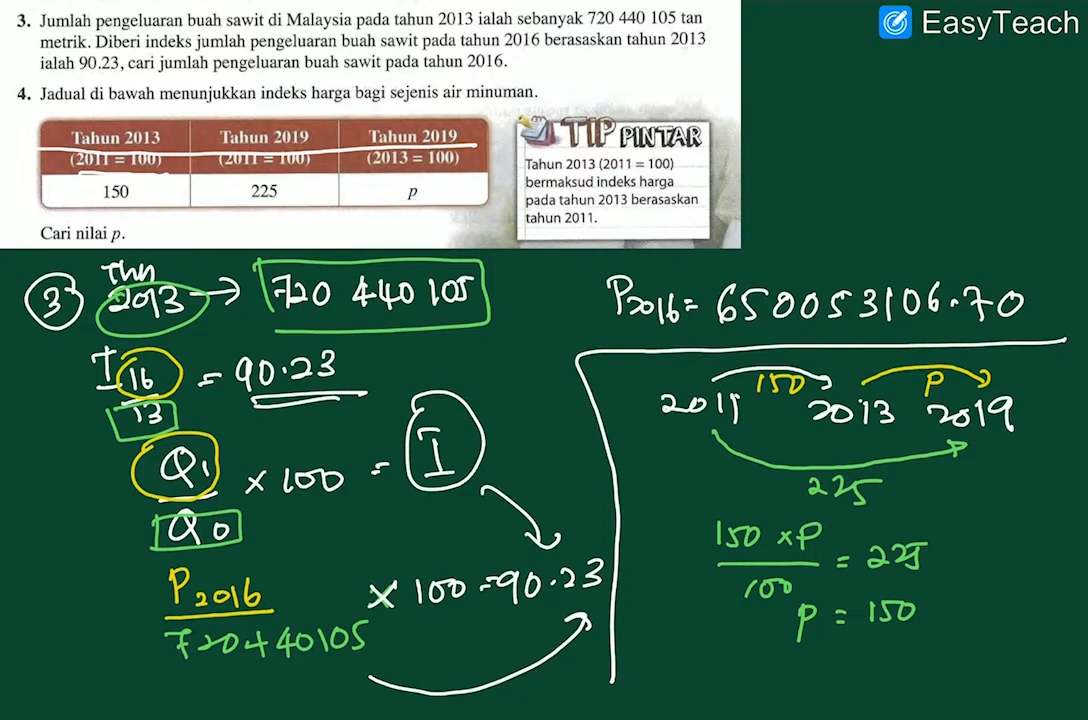 3. Jumlah pengeluaran buah sawit di Malaysia pada tahun 2013 ialah sebanyak 720 440 105 tan
metrik. Diberi indeks jumlah pengeluaran buah sawit pada tahun 2016 berasaskan tahun 2013
ialah 90.23, cari jumlah pengeluaran buah sawit pada tahun 2016.
EasyTeach
4. Jadual di bawah menunjukkan indeks harga bagi sejenis air minuman.
Tahun 2013 Tahun 2019 Tahun 2019
(2011 = 100) (2011 = 100) (2013 = 100)
150 225 p
Cari nilai p.
TIP PINTAR
Tahun 2013 (2011 = 100)
bermaksud indeks harga
pada tahun 2013 berasaskan
tahun 2011.
3 Thn
2013 → 720 440 105
I 16/13 = 90.23
Q1/Q0 × 100 = I
P2016/720440105 × 100 = 90.23
P2016 = 650053106.70
150 P
2011 2013 2019
225
150 × P/100 = 225
P = 150